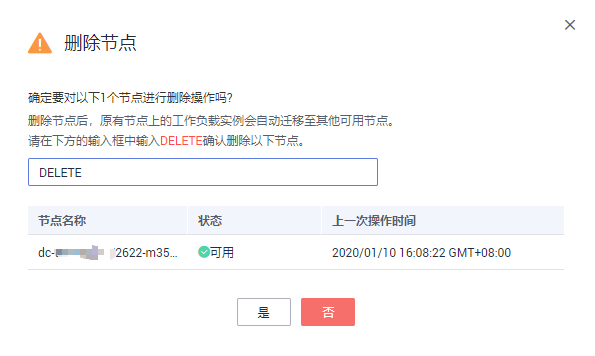 删除节点
确定要对以下1个节点进行删除操作吗?
删除节点后，原有节点上的工作负载实例会自动迁移至其他可用节点。
请在下方的输入框中输入DELETE确认删除以下节点。
DELETE
节点名称 状态 上一次操作时间
dc- /2622-m35... 可用 2020/01/10 16:08:22 GMT+08:00
是 否